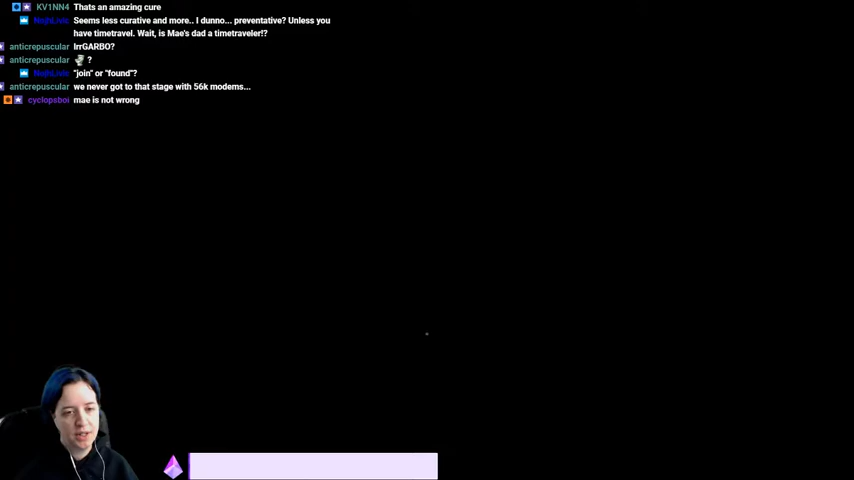 KV1NN4 Thats an amazing cure
Seems less curative and more.. I dunno... preventative? Unless you
have timetravel. Wait, is Mae's dad a timetraveler!?
anticrepuscular IrrGARBO?
anticrepuscular ?
"join" or "found"?
anticrepuscular we never got to that stage with 56k modems...
cyclopsboi mae is not wrong